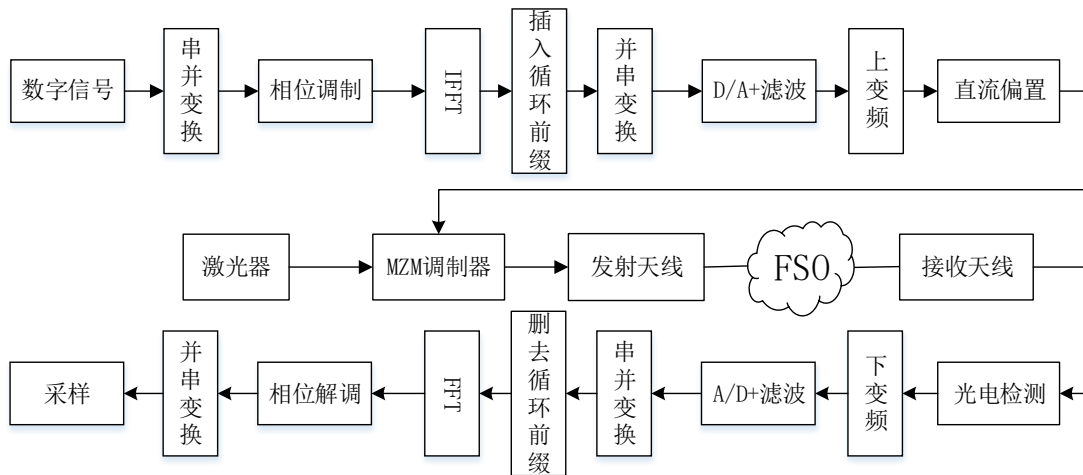 数字信号
串并变换
相位调制
IFFT
插入循环前缀
并串变换
D/A+滤波
上变频
直流偏置
激光器
MZM调制器
发射天线
FSO
接收天线
采样
并串变换
相位解调
FFT
删去循环前缀
串并变换
A/D+滤波
下变频
光电检测